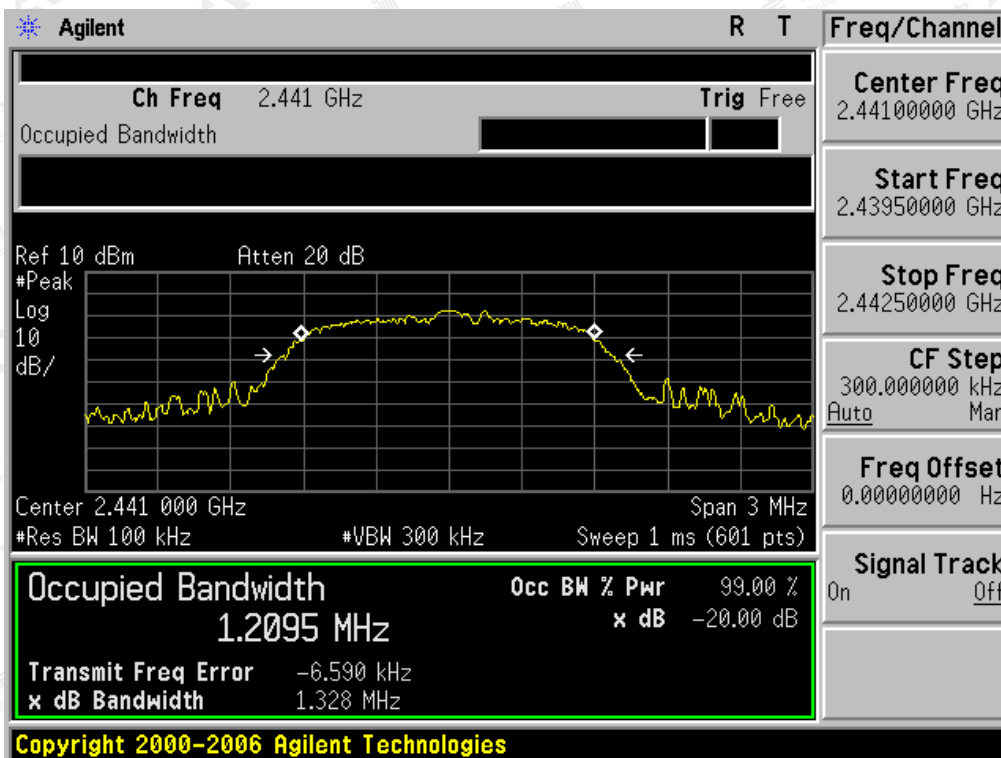 Agilent R T
Freq/Channel
Ch Freq 2.441 GHz Trig Free
Occupied Bandwidth
Ref 10 dBm Atten 20 dB
#Peak
Log
10
dB/
Center 2.441 000 GHz Span 3 MHz
#Res BW 100 kHz #VBW 300 kHz Sweep 1 ms (601 pts)
Occupied Bandwidth Occ BW % Pwr 99.00 %
1.2095 MHz x dB -20.00 dB
Transmit Freq Error -6.590 kHz
x dB Bandwidth 1.328 MHz
Copyright 2000-2006 Agilent Technologies
Center Freq
2.44100000 GHz
Start Freq
2.43950000 GHz
Stop Freq
2.44250000 GHz
CF Step
300.000000 kHz
Auto Man
Freq Offset
0.00000000 Hz
Signal Track
On Off